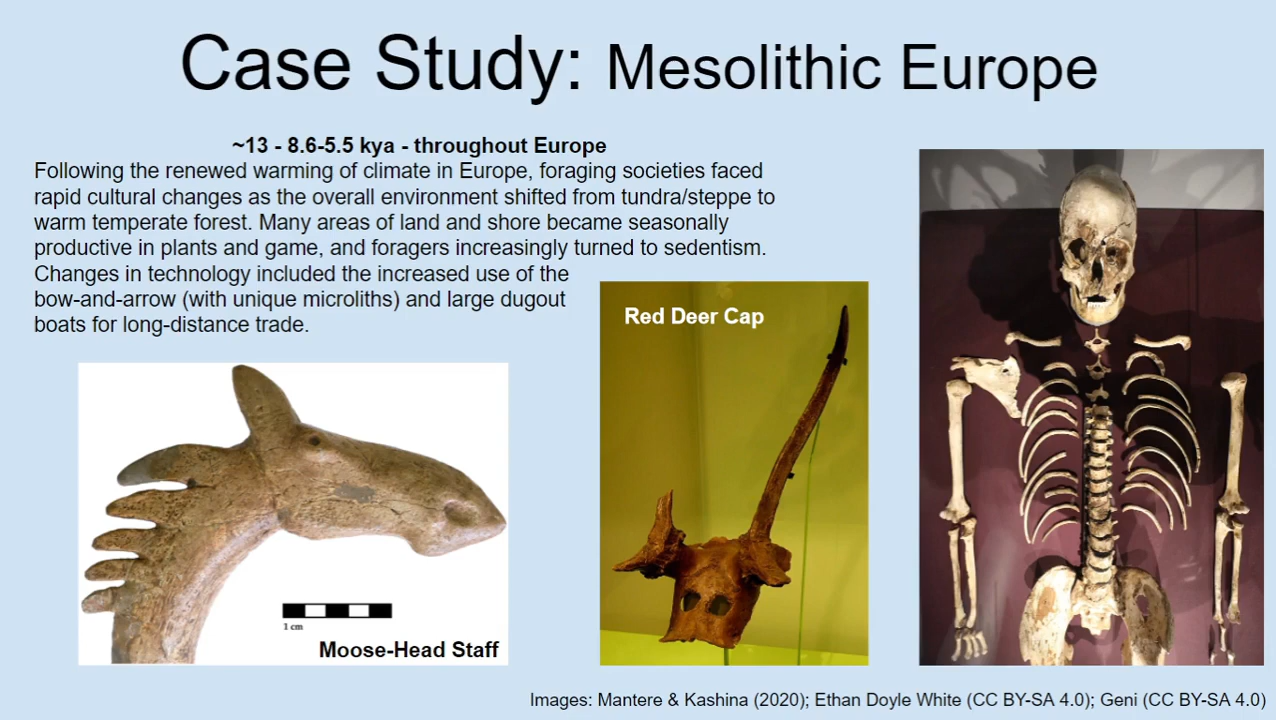 Case Study: Mesolithic Europe
~13 - 8.6-5.5 kya - throughout Europe
Following the renewed warming of climate in Europe, foraging societies faced
rapid cultural changes as the overall environment shifted from tundra/steppe to
warm temperate forest. Many areas of land and shore became seasonally
productive in plants and game, and foragers increasingly turned to sedentism.
Changes in technology included the increased use of the
bow-and-arrow (with unique microliths) and large dugout
boats for long-distance trade.
Red Deer Cap
1 cm
Moose-Head Staff
Images: Mantere & Kashina (2020); Ethan Doyle White (CC BY-SA 4.0); Geni (CC BY-SA 4.0)